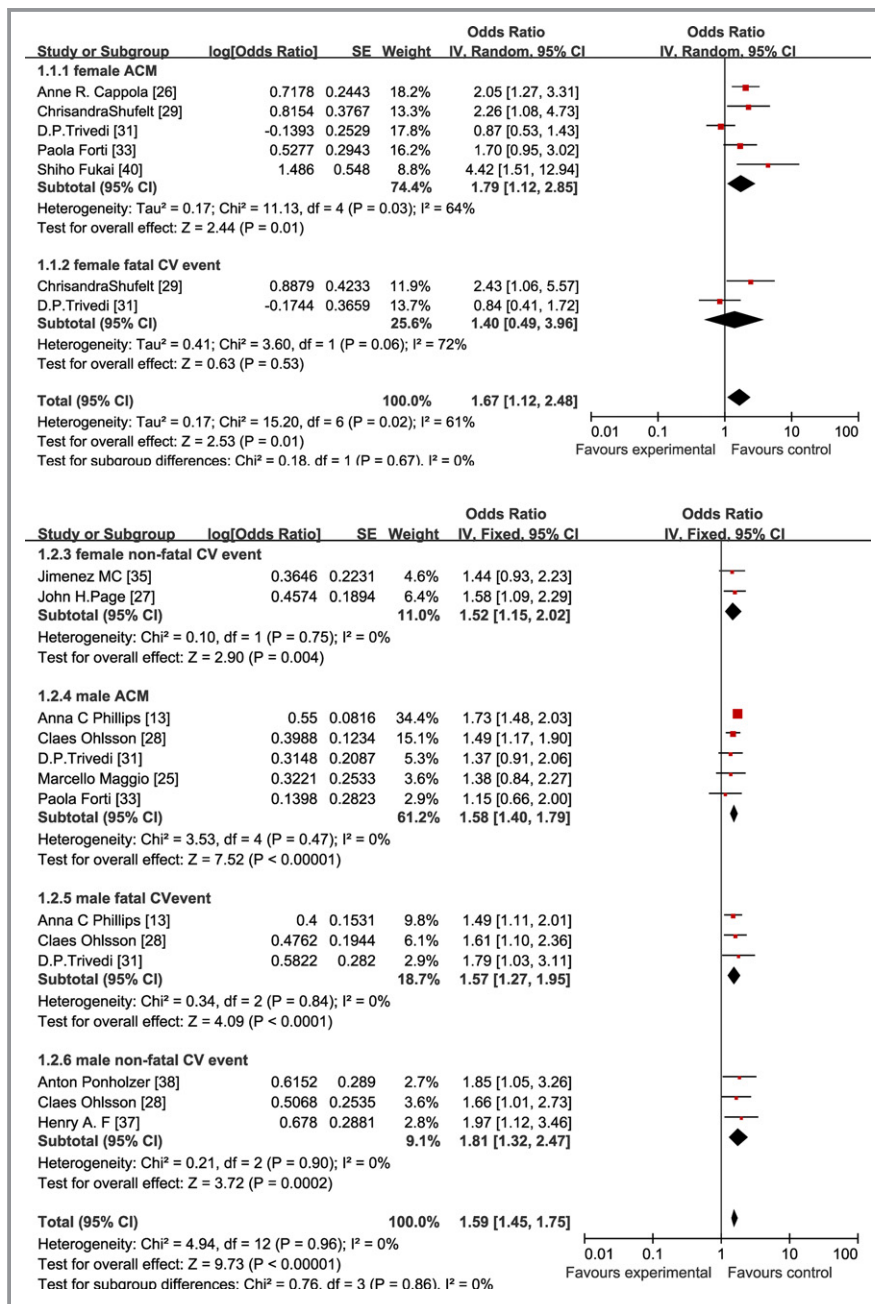 Odds Ratio Odds Ratio
Study or Subgroup log[Odds Ratio] SE Weight IV. Random. 95% CI IV. Random. 95% CI
1.1.1 female ACM
Anne R. Cappola [26] 0.7178 0.2443 18.2% 2.05 [1.27, 3.31]
ChrisandraShufelt [29] 0.8154 0.3767 13.3% 2.26 [1.08, 4.73]
D.P.Trivedi [31] -0.1393 0.2529 17.8% 0.87 [0.53, 1.43]
Paola Forti [33] 0.5277 0.2943 16.2% 1.70 [0.95, 3.02]
Shiho Fukai [40] 1.486 0.548 8.8% 4.42 [1.51, 12.94]
Subtotal (95% CI) 74.4% 1.79 [1.12, 2.85]
Heterogeneity: Tau² = 0.17; Chi² = 11.13, df = 4 (P = 0.03); I² = 64%
Test for overall effect: Z = 2.44 (P = 0.01)
1.1.2 female fatal CV event
ChrisandraShufelt [29] 0.8879 0.4233 11.9% 2.43 [1.06, 5.57]
D.P.Trivedi [31] -0.1744 0.3659 13.7% 0.84 [0.41, 1.72]
Subtotal (95% CI) 25.6% 1.40 [0.49, 3.96]
Heterogeneity: Tau² = 0.41; Chi² = 3.60, df = 1 (P = 0.06); I² = 72%
Test for overall effect: Z = 0.63 (P = 0.53)
Total (95% CI) 100.0% 1.67 [1.12, 2.48]
Heterogeneity: Tau² = 0.17; Chi² = 15.20, df = 6 (P = 0.02); I² = 61%
Test for overall effect: Z = 2.53 (P = 0.01)
Test for subgroup differences: Chi² = 0.18. df = 1 (P = 0.67). I² = 0%
0.01 0.1 1 10 100
Favours experimental Favours control
Odds Ratio Odds Ratio
Study or Subgroup log[Odds Ratio] SE Weight IV. Fixed. 95% CI IV. Fixed. 95% CI
1.2.3 female non-fatal CV event
Jimenez MC [35] 0.3646 0.2231 4.6% 1.44 [0.93, 2.23]
John H.Page [27] 0.4574 0.1894 6.4% 1.58 [1.09, 2.29]
Subtotal (95% CI) 11.0% 1.52 [1.15, 2.02]
Heterogeneity: Chi² = 0.10, df = 1 (P = 0.75); I² = 0%
Test for overall effect: Z = 2.90 (P = 0.004)
1.2.4 male ACM
Anna C Phillips [13] 0.55 0.0816 34.4% 1.73 [1.48, 2.03]
Claes Ohlsson [28] 0.3988 0.1234 15.1% 1.49 [1.17, 1.90]
D.P.Trivedi [31] 0.3148 0.2087 5.3% 1.37 [0.91, 2.06]
Marcello Maggio [25] 0.3221 0.2533 3.6% 1.38 [0.84, 2.27]
Paola Forti [33] 0.1398 0.2823 2.9% 1.15 [0.66, 2.00]
Subtotal (95% CI) 61.2% 1.58 [1.40, 1.79]
Heterogeneity: Chi² = 3.53, df = 4 (P = 0.47); I² = 0%
Test for overall effect: Z = 7.52 (P < 0.00001)
1.2.5 male fatal CVevent
Anna C Phillips [13] 0.4 0.1531 9.8% 1.49 [1.11, 2.01]
Claes Ohlsson [28] 0.4762 0.1944 6.1% 1.61 [1.10, 2.36]
D.P.Trivedi [31] 0.5822 0.282 2.9% 1.79 [1.03, 3.11]
Subtotal (95% CI) 18.7% 1.57 [1.27, 1.95]
Heterogeneity: Chi² = 0.34, df = 2 (P = 0.84); I² = 0%
Test for overall effect: Z = 4.09 (P < 0.0001)
1.2.6 male non-fatal CV event
Anton Ponholzer [38] 0.6152 0.289 2.7% 1.85 [1.05, 3.26]
Claes Ohlsson [28] 0.5068 0.2535 3.6% 1.66 [1.01, 2.73]
Henry A. F [37] 0.678 0.2881 2.8% 1.97 [1.12, 3.46]
Subtotal (95% CI) 9.1% 1.81 [1.32, 2.47]
Heterogeneity: Chi² = 0.21, df = 2 (P = 0.90); I² = 0%
Test for overall effect: Z = 3.72 (P = 0.0002)
Total (95% CI) 100.0% 1.59 [1.45, 1.75]
Heterogeneity: Chi² = 4.94, df = 12 (P = 0.96); I² = 0%
Test for overall effect: Z = 9.73 (P < 0.00001)
Test for subgroup differences: Chi² = 0.76. df = 3 (P = 0.86). I² = 0%
0.01 0.1 1 10 100
Favours experimental Favours control